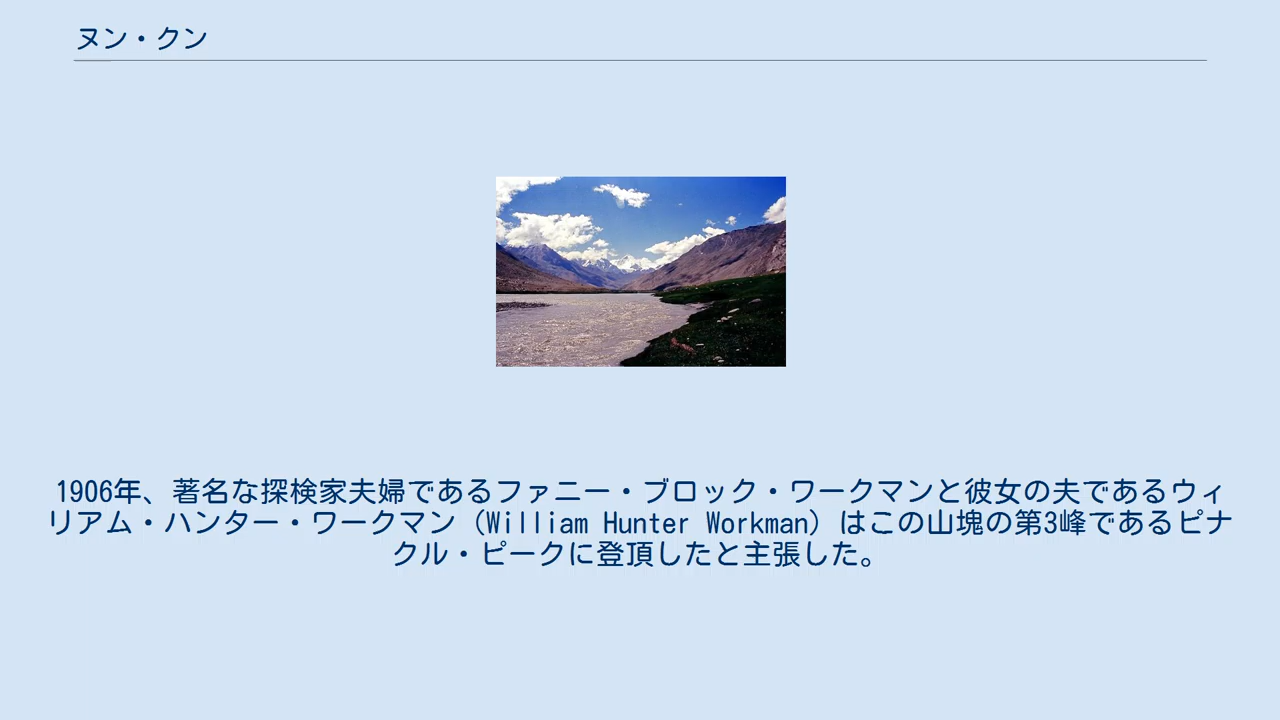 ヌン・クン
1906年、著名な探検家夫婦であるファニー・ブロック・ワークマンと彼女の夫であるウィ
リアム・ハンター・ワークマン（William Hunter Workman）はこの山塊の第3峰であるピナ
クル・ピークに登頂したと主張した。